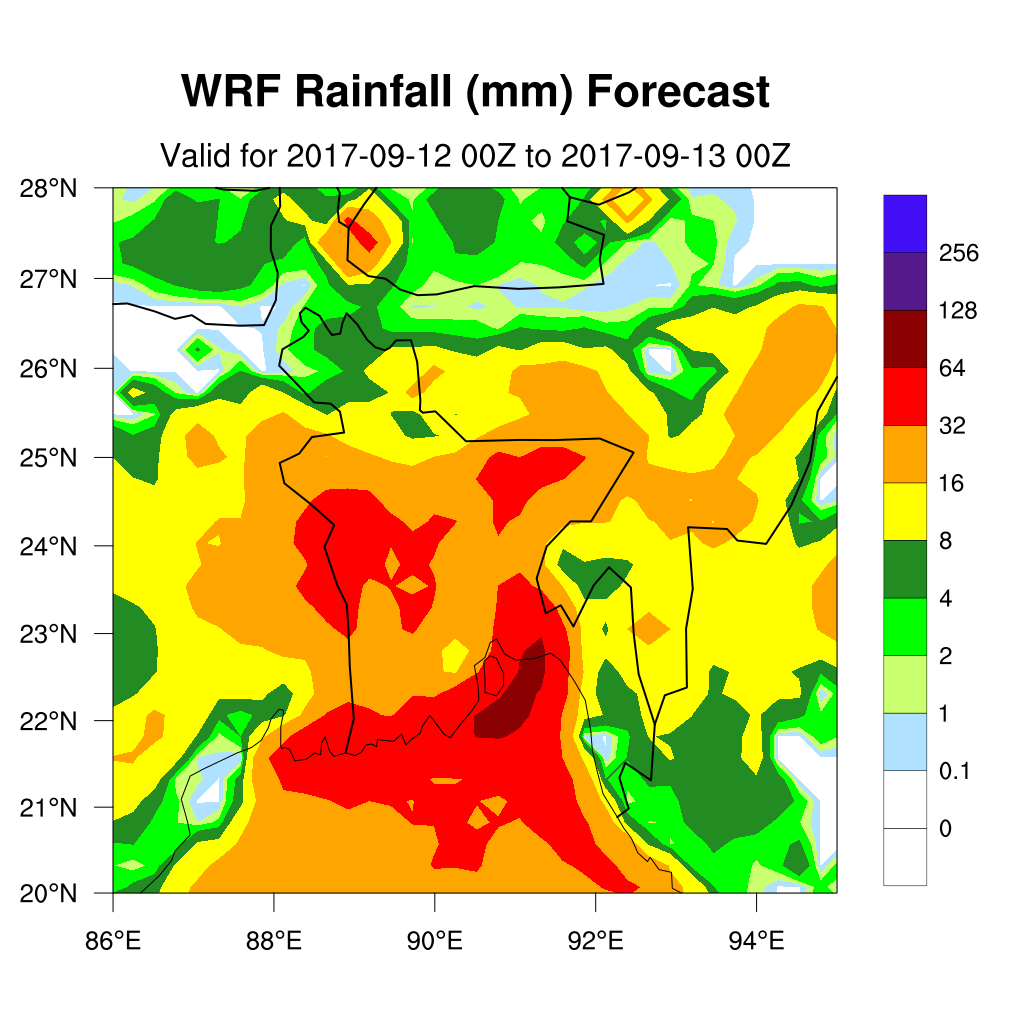 WRF Rainfall (mm) Forecast
Valid for 2017-09-12 00Z to 2017-09-13 00Z
28°N
27°N
26°N
25°N
24°N
23°N
22°N
21°N
20°N
86°E 88°E 90°E 92°E 94°E
256
128
64
32
16
8
4
2
1
0.1
0